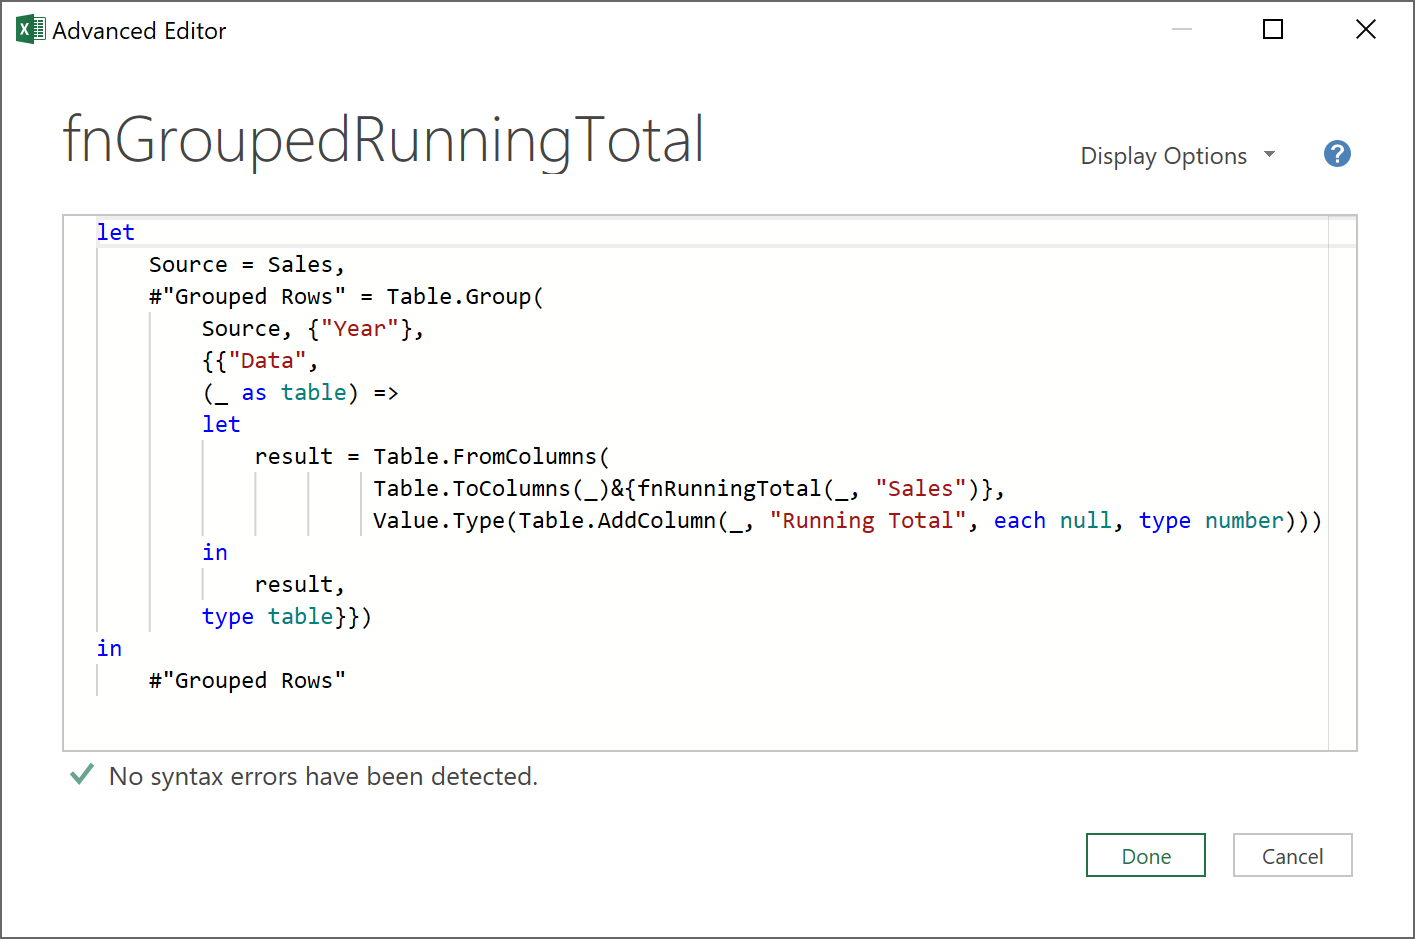 Advanced Editor
fnGroupedRunningTotal
Display Options
?
let
    Source = Sales,
    #"Grouped Rows" = Table.Group(
        Source, {"Year"},
        {{"Data",
        (_ as table) =>
        let
            result = Table.FromColumns(
                     Table.ToColumns(_)&{fnRunningTotal(_, "Sales")},
                     Value.Type(Table.AddColumn(_, "Running Total", each null, type number)))
        in
            result,
        type table}})
in
    #"Grouped Rows"
No syntax errors have been detected.
Done Cancel